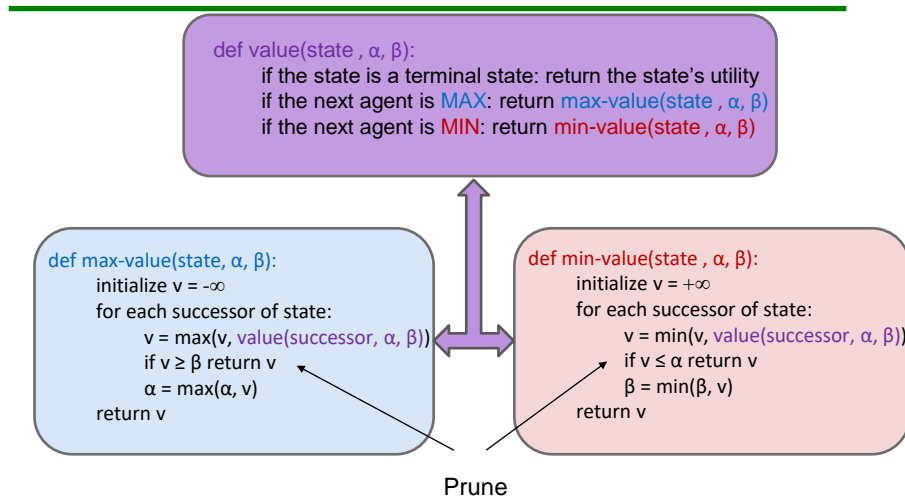 def value(state , α, β):
if the state is a terminal state: return the state’s utility
if the next agent is MAX: return max-value(state , α, β)
if the next agent is MIN: return min-value(state , α, β)
def max-value(state, α, β):
initialize v = -∞
for each successor of state:
v = max(v, value(successor, α, β))
if v ≥ β return v
α = max(α, v)
return v
def min-value(state , α, β):
initialize v = +∞
for each successor of state:
v = min(v, value(successor, α, β))
if v ≤ α return v
β = min(β, v)
return v
Prune